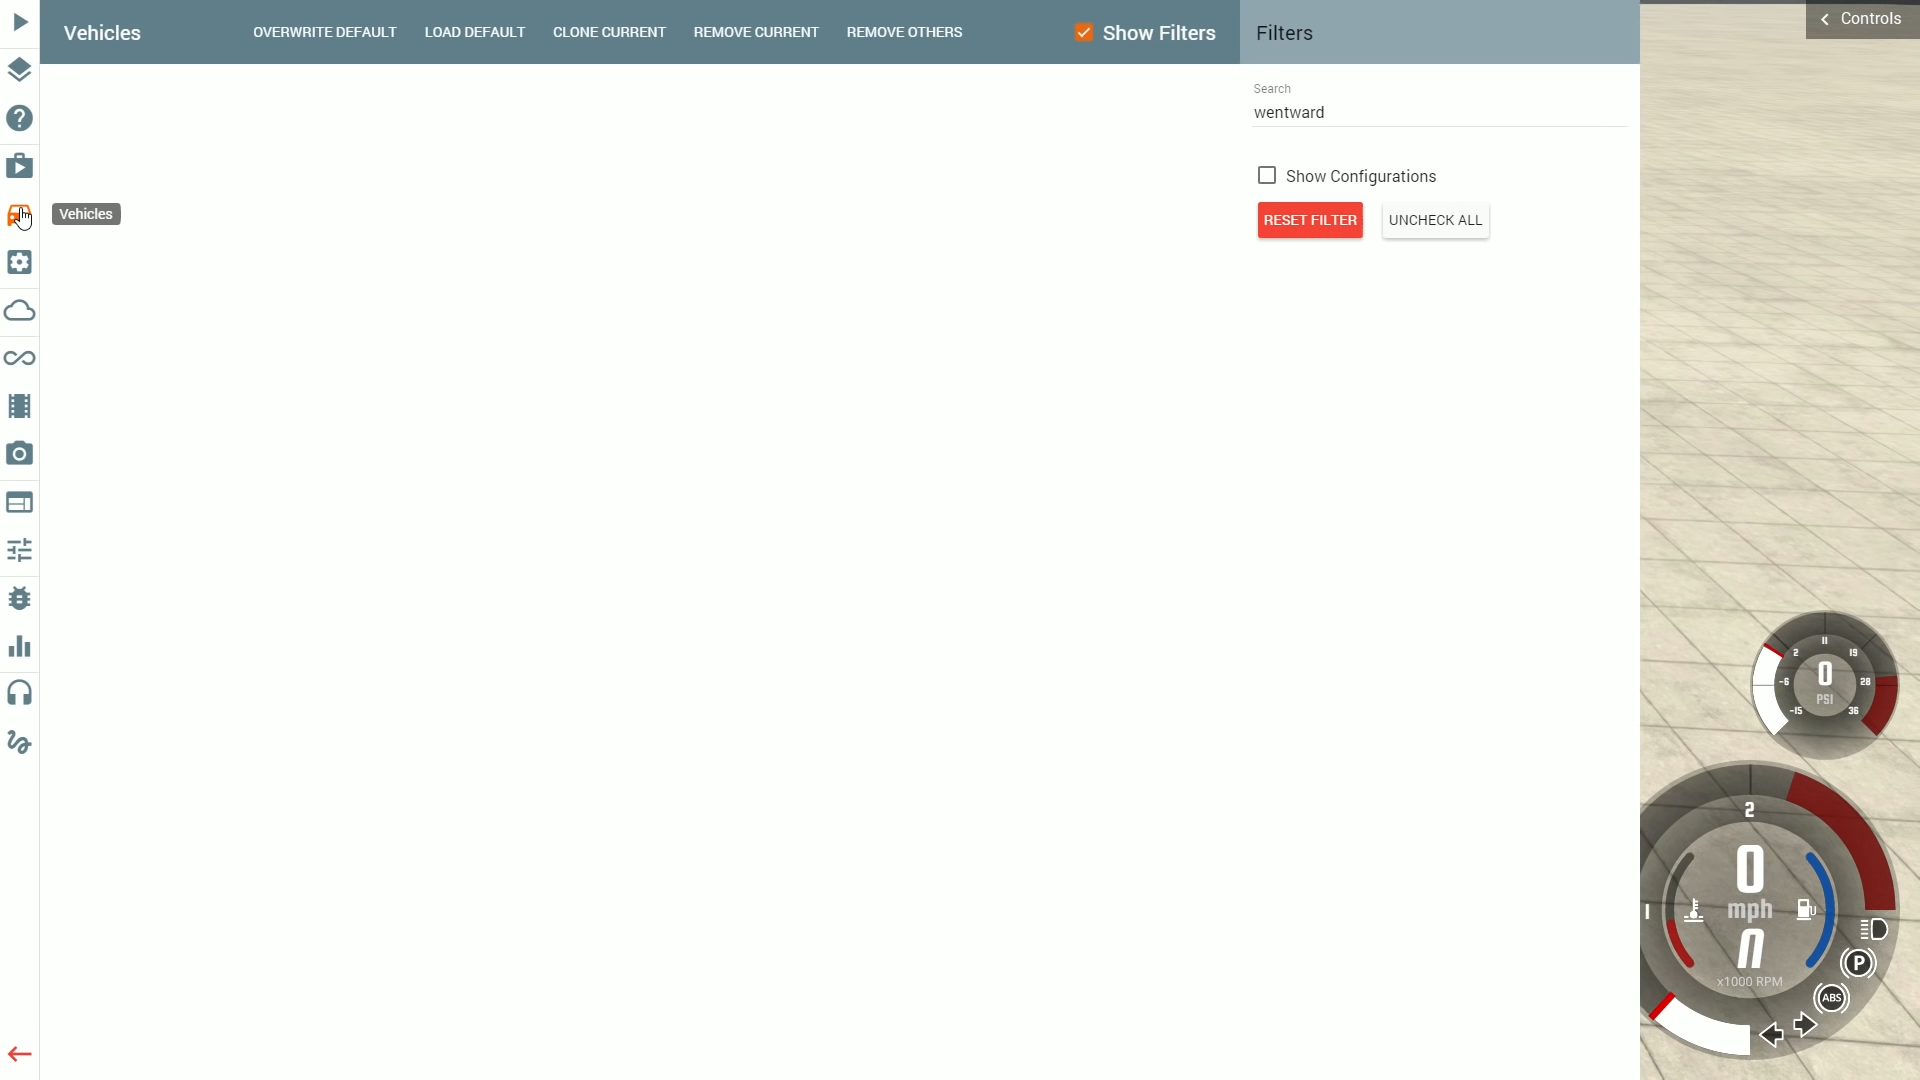 Vehicles
OVERWRITE DEFAULT
LOAD DEFAULT
CLONE CURRENT
REMOVE CURRENT
REMOVE OTHERS
Show Filters
Filters
Controls
Search
wentward
Show Configurations
RESET FILTER
UNCHECK ALL
Vehicles
11
2
19
-6
0
28
PSI
-15
36
2
0
1
mph
n
x1000 RPM
P
ABS